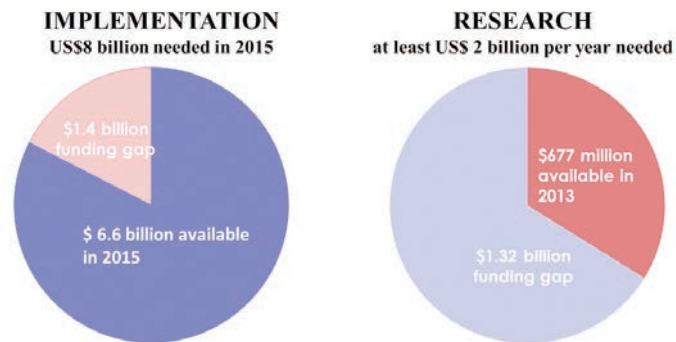 IMPLEMENTATION
US$8 billion needed in 2015
$1.4 billion
funding gap
$ 6.6 billion available
in 2015
RESEARCH
at least US$ 2 billion per year needed
$677 million
available in
2013
$1.32 billion
funding gap